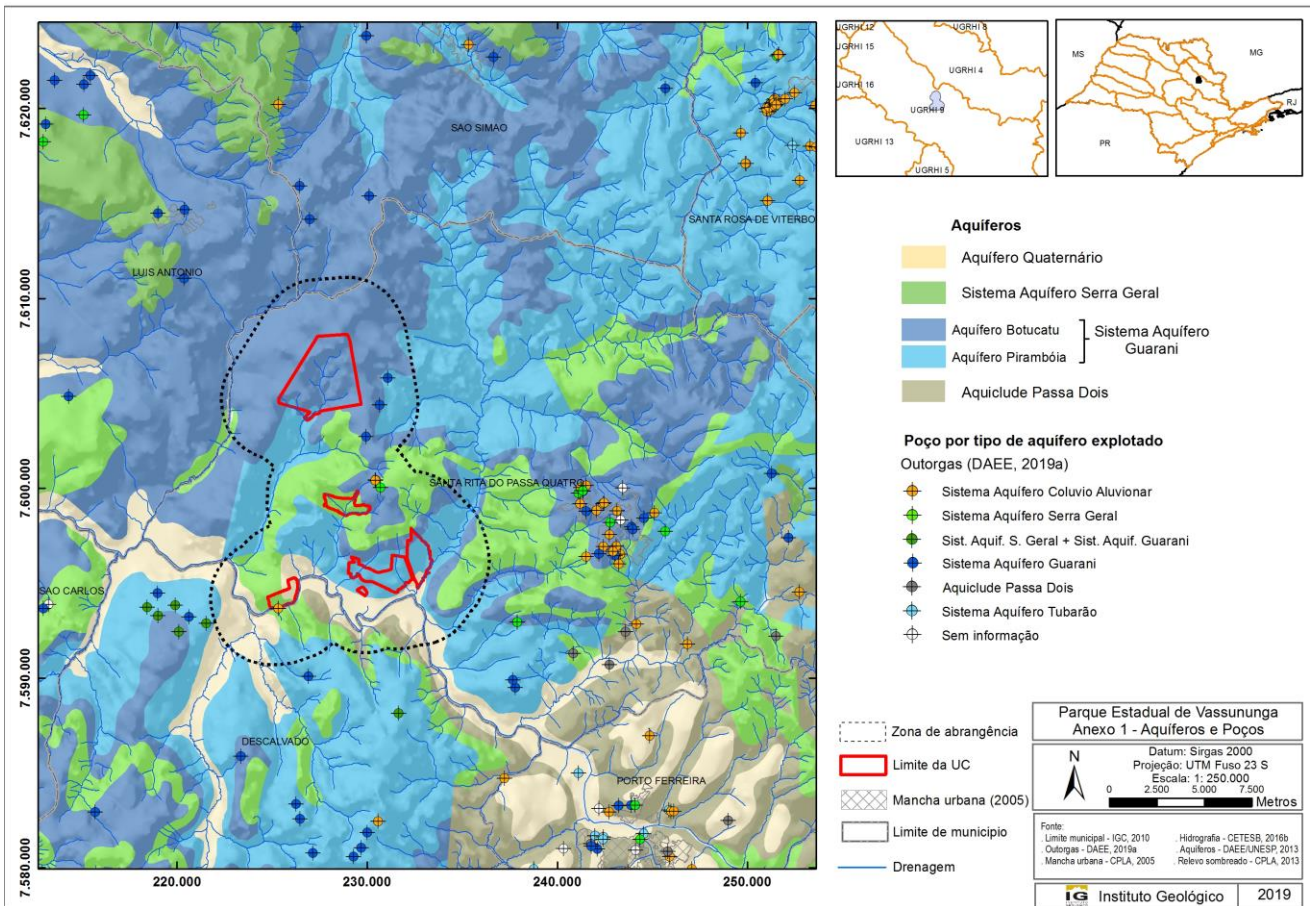 7.620.000
7.610.000
7.600.000
7.590.000
7.580.000
220.000
230.000
240.000
250.000
SAO SIMAO
SANTA ROSA DE VITERBO
LUIS ANTONIO
SANTA RITA DO PASSA QUATRO
SAO CARLOS
DESCALVADO
PORTO FERREIRA
UGRHI 12
UGRHI 8
UGRHI 15
UGRHI 4
UGRHI 16
UGRHI 9
UGRHI 13
UGRHI 5
MS
MG
RJ
PR
Aquíferos
Aquífero Quaternário
Sistema Aquífero Serra Geral
Aquífero Botucatu
Aquífero Pirambóia
Sistema Aquífero
Guarani
Aquiclude Passa Dois
Poço por tipo de aquífero explotado
Outorgas (DAEE, 2019a)
Sistema Aquífero Coluvio Aluvionar
Sistema Aquífero Serra Geral
Sist. Aquif. S. Geral + Sist. Aquif. Guarani
Sistema Aquífero Guarani
Aquiclude Passa Dois
Sistema Aquífero Tubarão
Sem informação
Zona de abrangência
Limite da UC
Mancha urbana (2005)
Limite de municipio
Drenagem
Parque Estadual de Vassununga
Anexo 1 - Aquíferos e Poços
N
Datum: Sirgas 2000
Projeção: UTM Fuso 23 S
Escala: 1: 250.000
0 2.500 5.000 7.500
Metros
Fonte:
. Limite municipal - IGC, 2010 . Hidrografia - CETESB, 2016b
. Outorgas - DAEE, 2019a . Aquíferos - DAEE/UNESP, 2013
. Mancha urbana - CPLA, 2005 . Relevo sombreado - CPLA, 2013
IG Instituto Geológico 2019